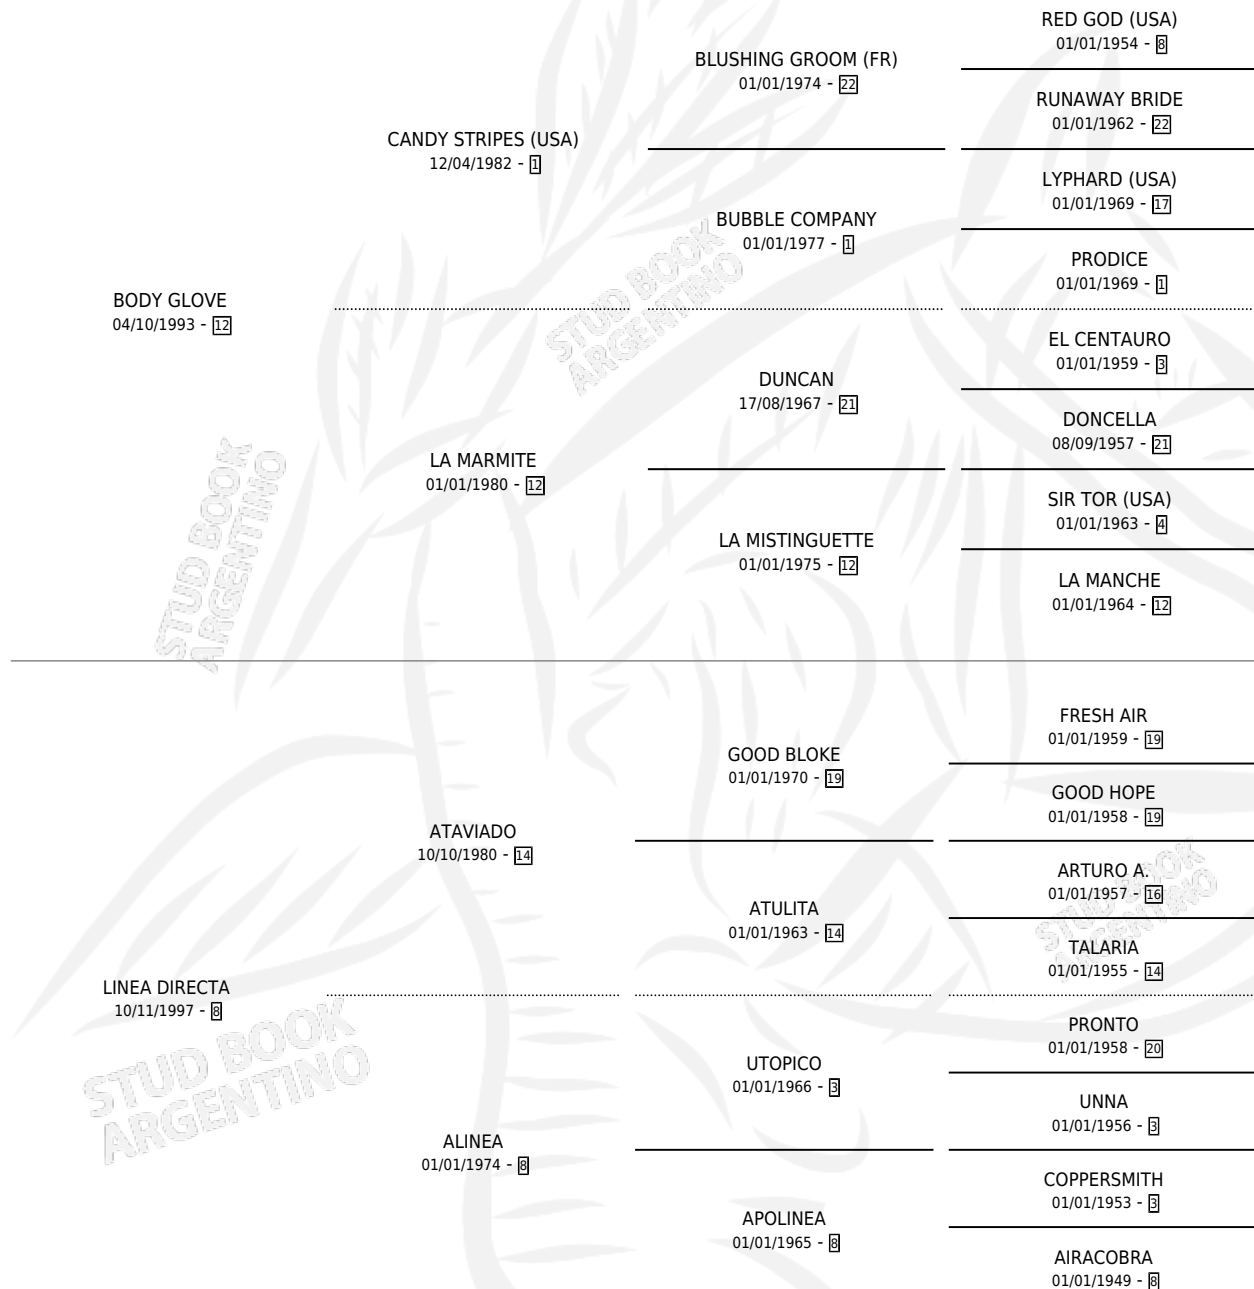 RED GOD (USA)
01/01/1954 - 8
BLUSHING GROOM (FR)
01/01/1974 - 22
RUNAWAY BRIDE
01/01/1962 - 22
CANDY STRIPES (USA)
12/04/1982 - 1
LYPHARD (USA)
01/01/1969 - 17
BUBBLE COMPANY
01/01/1977 - 1
PRODICE
01/01/1969 - 1
BODY GLOVE
04/10/1993 - 12
EL CENTAURO
01/01/1959 - 3
DUNCAN
17/08/1967 - 21
DONCELLA
08/09/1957 - 21
LA MARMITE
01/01/1980 - 12
SIR TOR (USA)
01/01/1963 - 4
LA MISTINGUETTE
01/01/1975 - 12
LA MANCHE
01/01/1964 - 12
FRESH AIR
01/01/1959 - 19
GOOD BLOKE
01/01/1970 - 19
GOOD HOPE
01/01/1958 - 19
ATAVIADO
10/10/1980 - 14
ARTURO A.
01/01/1957 - 16
ATULITA
01/01/1963 - 14
TALARIA
01/01/1955 - 14
LINEA DIRECTA
10/11/1997 - 8
PRONTO
01/01/1958 - 20
UTOPICO
01/01/1966 - 3
UNNA
01/01/1956 - 3
ALINEA
01/01/1974 - 8
COPPERSMITH
01/01/1953 - 3
APOLINEA
01/01/1965 - 8
AIRACOBRA
01/01/1949 - 8
STUD BOOK
ARGENTINO
STUD BOOK
ARGENTINO
STUD BOOK
ARGENTINO
STUD BOOK
ARGENTINO